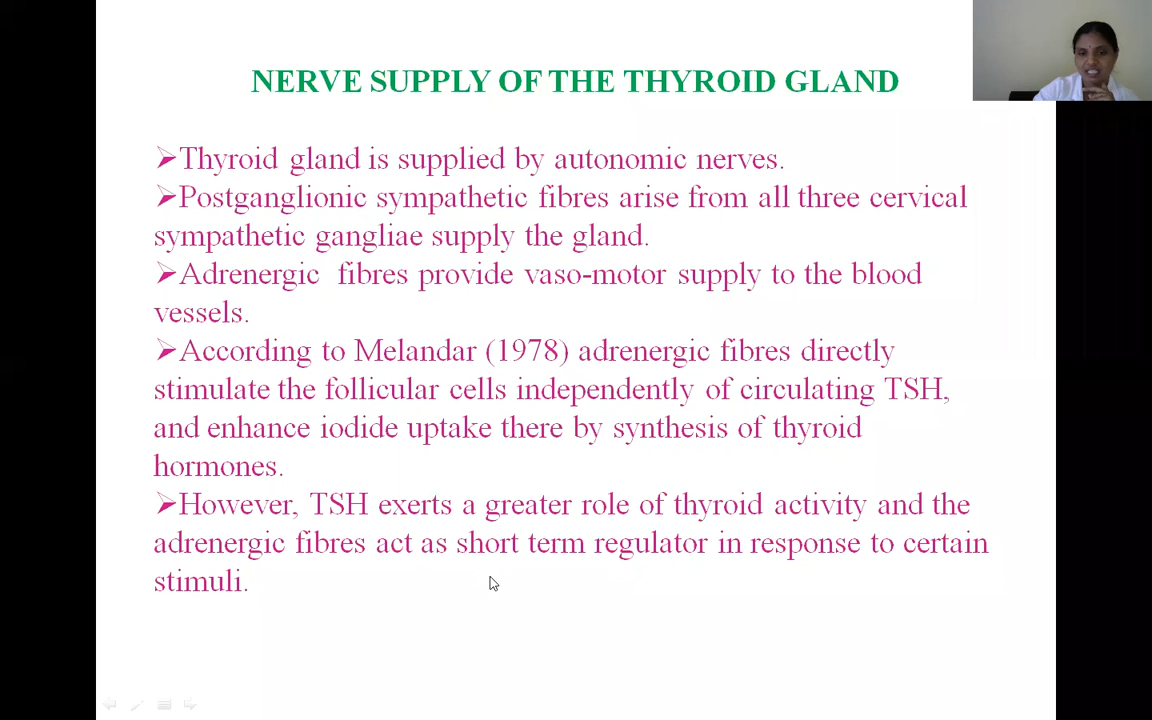 NERVE SUPPLY OF THE THYROID GLAND
➢Thyroid gland is supplied by autonomic nerves.
➢Postganglionic sympathetic fibres arise from all three cervical
sympathetic gangliae supply the gland.
➢Adrenergic fibres provide vaso-motor supply to the blood
vessels.
➢According to Melandar (1978) adrenergic fibres directly
stimulate the follicular cells independently of circulating TSH,
and enhance iodide uptake there by synthesis of thyroid
hormones.
➢However, TSH exerts a greater role of thyroid activity and the
adrenergic fibres act as short term regulator in response to certain
stimuli.